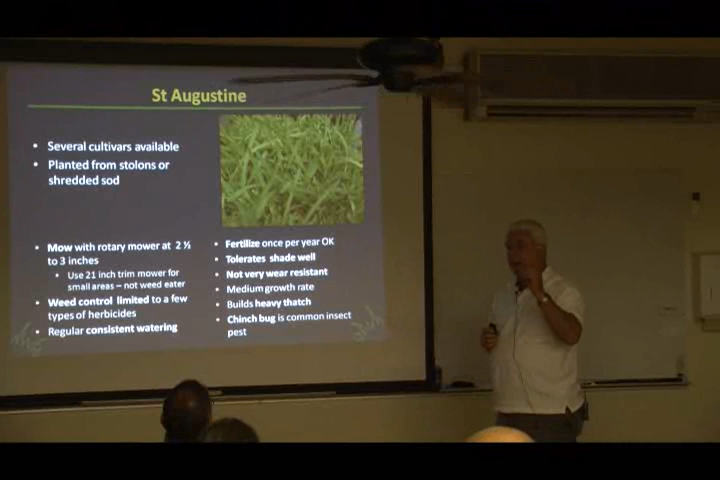 St Augustine
• Several cultivars available
• Planted from stolons or
shredded sod
• Mow with rotary mower at 2 ½
to 3 inches
• Use 21 inch trim mower for
small areas – not weed eater
• Weed control limited to a few
types of herbicides
• Regular consistent watering
• Fertilize once per year OK
• Tolerates shade well
• Not very wear resistant
• Medium growth rate
• Builds heavy thatch
• Chinch bug is common insect
pest